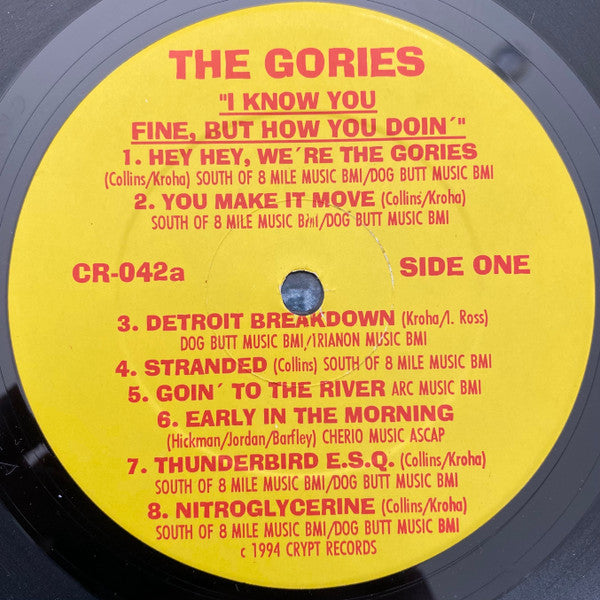 THE GORIES
"I KNOW YOU
FINE, BUT HOW YOU DOIN´"
1. HEY HEY, WE´RE THE GORIES
(Collins/Kroha) SOUTH OF 8 MILE MUSIC BMI/DOG BUTT MUSIC BMI
2. YOU MAKE IT MOVE (Collins/Kroha)
SOUTH OF 8 MILE MUSIC BMI/DOG BUTT MUSIC BMI
CR-042a
SIDE ONE
3. DETROIT BREAKDOWN (Kroha/I. Ross)
DOG BUTT MUSIC BMI/IRIANON MUSIC BMI
4. STRANDED (Collins) SOUTH OF 8 MILE MUSIC BMI
5. GOIN´ TO THE RIVER ARC MUSIC BMI
6. EARLY IN THE MORNING
(Hickman/Jordan/Barfley) CHERIO MUSIC ASCAP
7. THUNDERBIRD E.S.Q. (Collins/Kroha)
SOUTH OF 8 MILE MUSIC BMI/DOG BUTT MUSIC BMI
8. NITROGLYCERINE (Collins/Kroha)
SOUTH OF 8 MILE MUSIC BMI/DOG BUTT MUSIC BMI
c 1994 CRYPT RECORDS